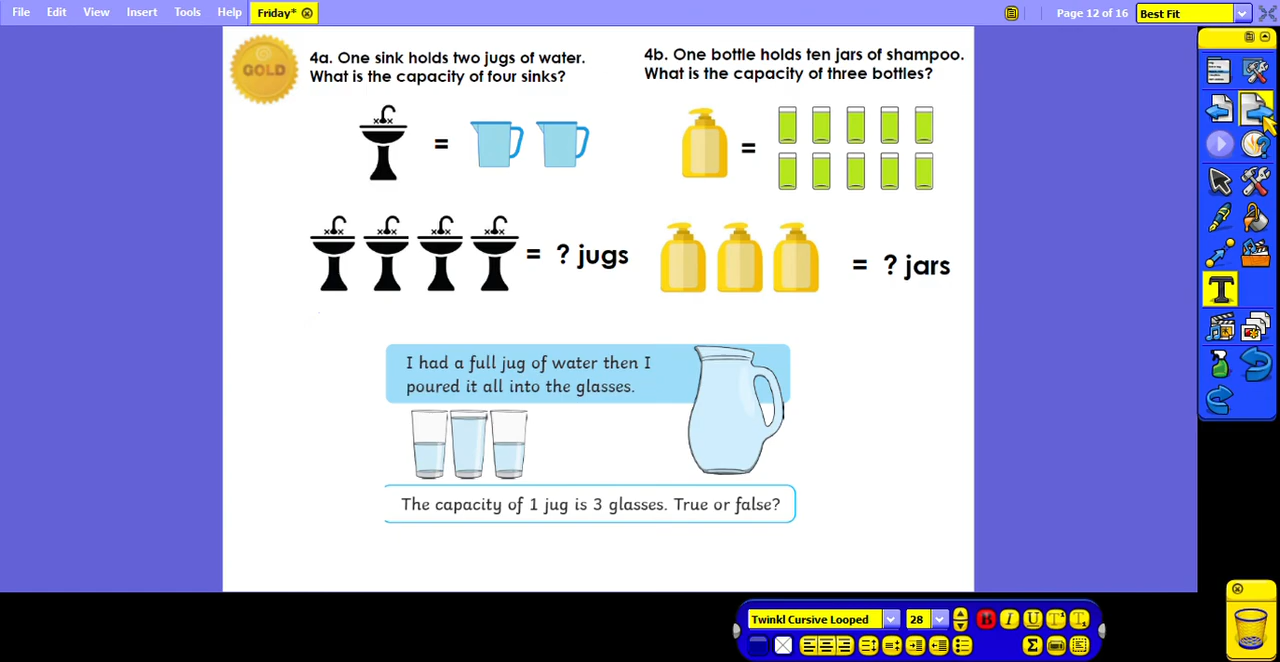 File Edit View Insert Tools Help Friday* Page 12 of 16 Best Fit
GOLD
4a. One sink holds two jugs of water.
What is the capacity of four sinks?
4b. One bottle holds ten jars of shampoo.
What is the capacity of three bottles?
=
=
= ? jugs
= ? jars
I had a full jug of water then I
poured it all into the glasses.
The capacity of 1 jug is 3 glasses. True or false?
Twinkl Cursive Looped 28 B I U T¹ T₁
Σ